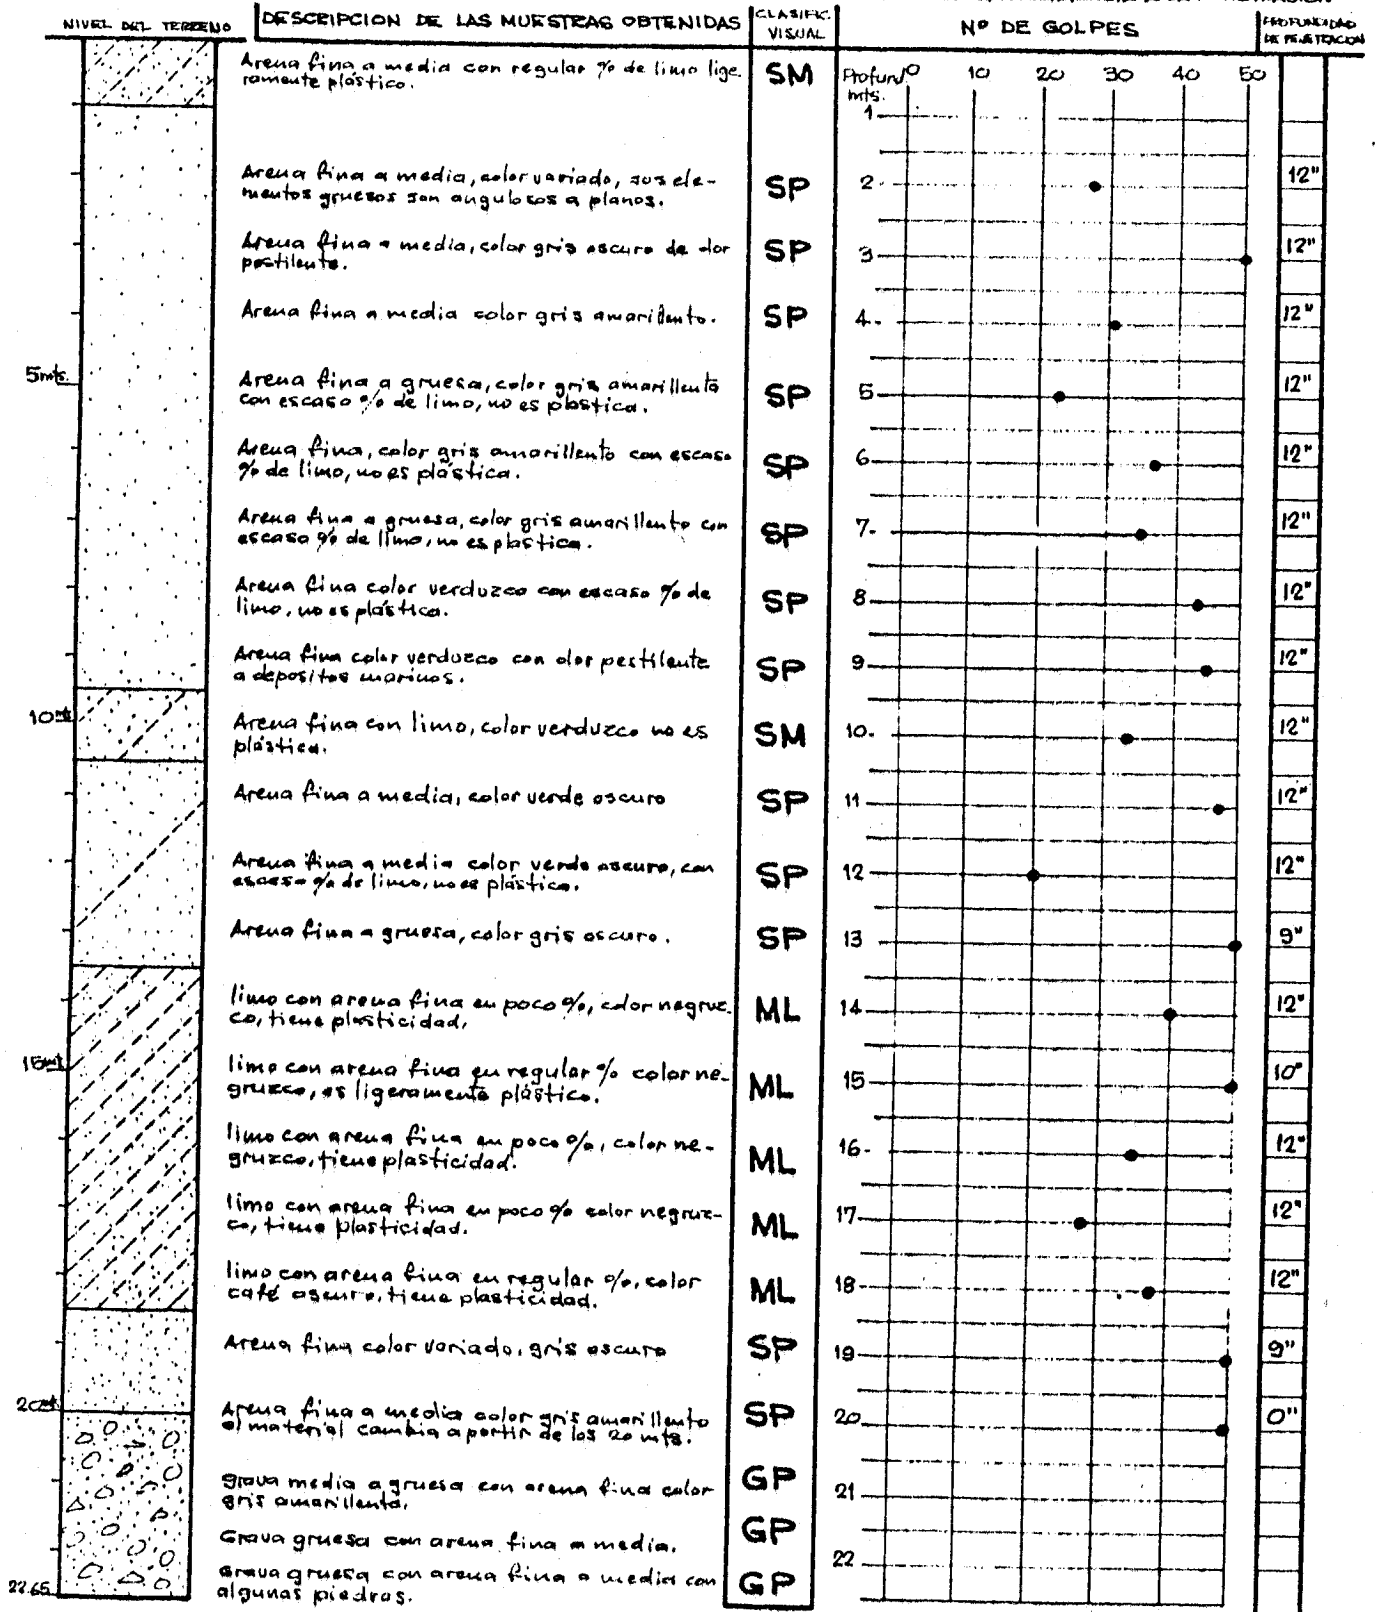 NIVEL DEL TERRENO
DESCRIPCION DE LAS MUESTRAS OBTENIDAS
CLASIFIC.
VISUAL
Nº DE GOLPES
PROFUNDIDAD
DE PENETRACION
Profund
mts.
0 10 20 30 40 50
Arena fina a media con regular % de limo lige
ramente plástico.
SM
1
Arena fina a media, color variado, sus ele-
mentos gruesos son angulosos a planos.
SP
2
12"
Arena fina a media, color gris oscuro de olor
pestilente.
SP
3
12"
Arena fina a media color gris amarillento.
SP
4
12"
5mts.
Arena fina a gruesa, color gris amarillento
con escaso % de limo, no es plastica.
SP
5
12"
Arena fina, color gris amarillento con escaso
% de limo, no es plástica.
SP
6
12"
Arena fina a gruesa, color gris amarillento con
escaso % de limo, no es plastica.
SP
7
12"
Arena fina color verduzco con escaso % de
limo, no es plástica.
SP
8
12"
Arena fina color verduzco con olor pestilente
a depositos marinos.
SP
9
12"
10mt
Arena fina con limo, color verduzco no es
plástica.
SM
10
12"
Arena fina a media, color verde oscuro
SP
11
12"
Arena fina a media color verde oscuro, con
escaso % de limo, no es plástica.
SP
12
12"
Arena fina a gruesa, color gris oscuro.
SP
13
9"
limo con arena fina en poco %, color negruz-
co, tiene plasticidad.
ML
14
12"
15mt
limo con arena fina en regular % color ne-
gruzco, es ligeramente plástico.
ML
15
10"
limo con arena fina en poco %, color ne-
gruzco, tiene plasticidad.
ML
16
12"
limo con arena fina en poco % color negruz-
co, tiene plasticidad.
ML
17
12"
limo con arena fina en regular %, color
café oscuro, tiene plasticidad.
ML
18
12"
Arena fina color variado, gris oscuro
SP
19
9"
20mt
Arena fina a media color gris amarillento
el material cambia a partir de los 20 mts.
SP
20
0"
grava media a gruesa con arena fina color
gris amarillenta.
GP
21
Grava gruesa con arena fina a media.
GP
22
22.65
Grava gruesa con arena fina a media con
algunas piedras.
GP